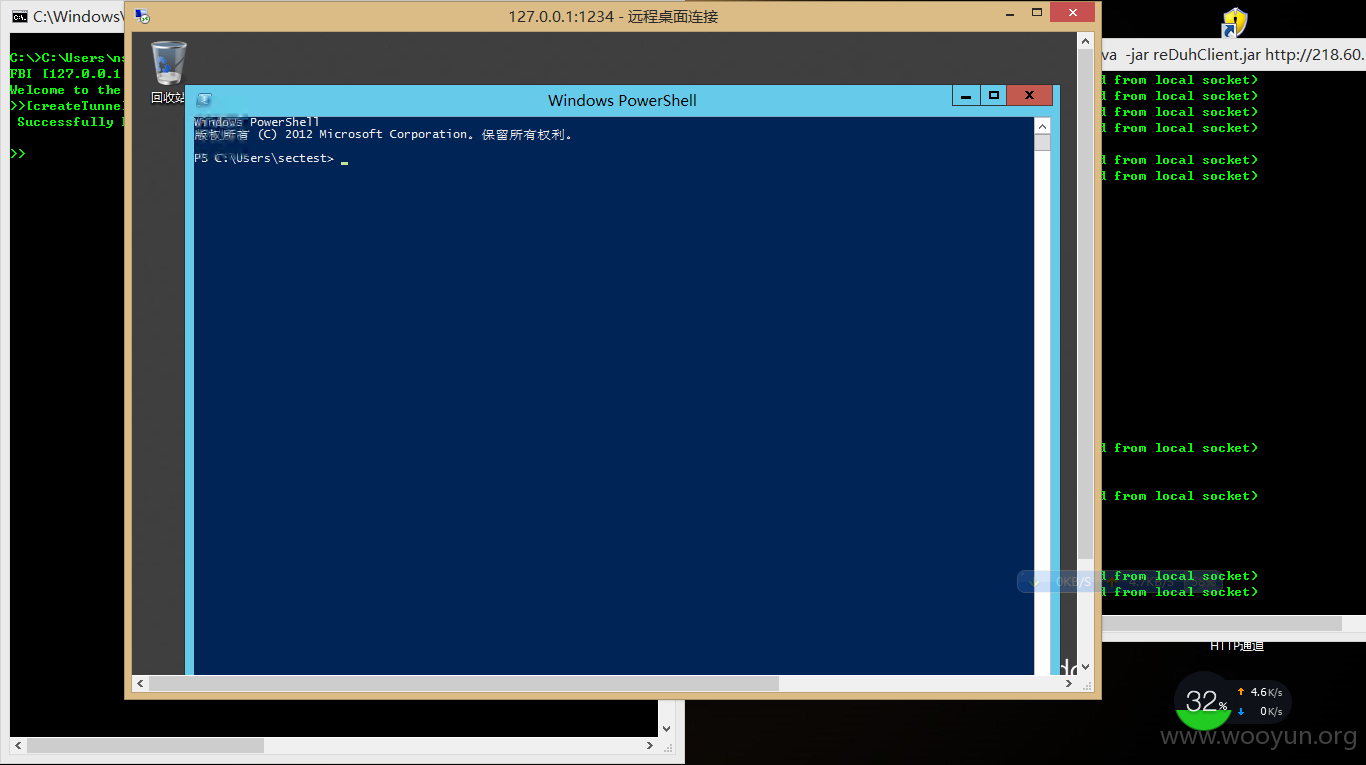 C:\Windows\
127.0.0.1:1234 - 远程桌面连接
C:\>C:\Users\ns
FBI [127.0.0.1
Welcome to the
>>[createTunnel
Successfully
>>
回收站
Windows PowerShell
Windows PowerShell
版权所有 (C) 2012 Microsoft Corporation。保留所有权利。
PS C:\Users\sectest>
va -jar reDuhClient.jar http://218.60.
d from local socket)
d from local socket)
d from local socket)
d from local socket)
d from local socket)
d from local socket)
d from local socket)
d from local socket)
d from local socket)
d from local socket)
0KB/S
HTTP通道
32%
4.6K/s
0K/s
www.wooyun.org